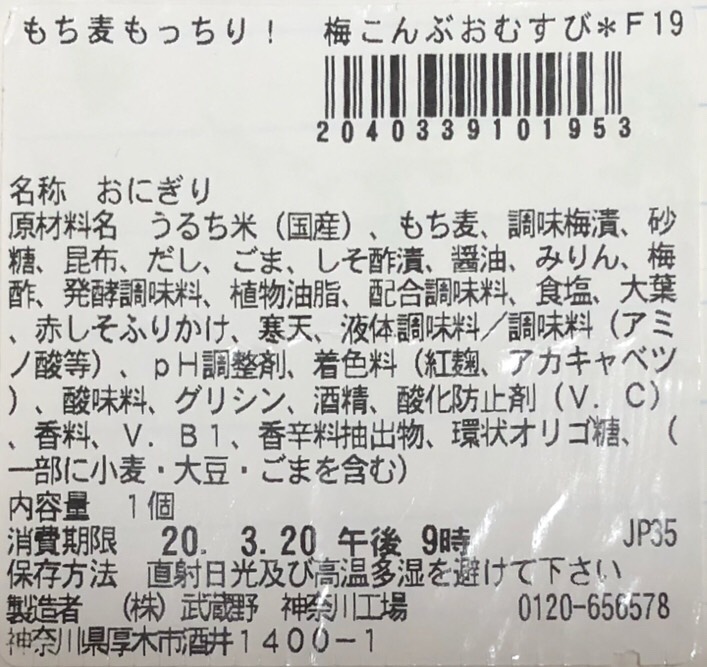 もち麦もっちり！　梅こんぶおむすび＊F19
2040339101953
名称　おにぎり
原材料名　うるち米（国産）、もち麦、調味梅漬、砂
糖、昆布、だし、ごま、しそ酢漬、醤油、みりん、梅
酢、発酵調味料、植物油脂、配合調味料、食塩、大葉
、赤しそふりかけ、寒天、液体調味料／調味料（アミ
ノ酸等）、ｐＨ調整剤、着色料（紅麹、アカキャベツ
）、酸味料、グリシン、酒精、酸化防止剤（Ｖ．Ｃ）
、香料、Ｖ．Ｂ１、香辛料抽出物、環状オリゴ糖、（
一部に小麦・大豆・ごまを含む）
内容量　１個
消費期限　20. 3.20 午後 9時　JP35
保存方法　直射日光及び高温多湿を避けて下さい
製造者　（株）武蔵野　神奈川工場　0120-656578
神奈川県厚木市酒井１４００－１